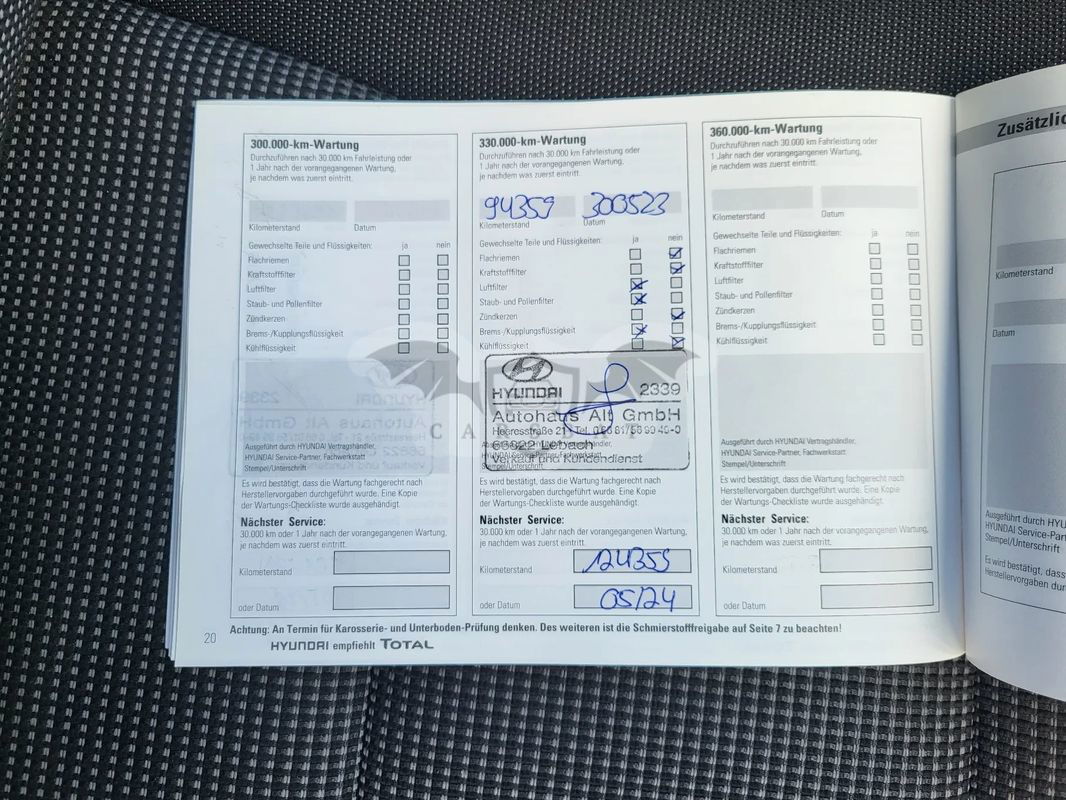 300.000-km-Wartung
Durchzuführen nach 30.000 km Fahrleistung oder
1 Jahr nach der vorangegangenen Wartung,
je nachdem was zuerst eintritt.
Kilometerstand Datum
Gewechselte Teile und Flüssigkeiten: ja nein
Flachriemen
Kraftstofffilter
Luftfilter
Staub- und Pollenfilter
Zündkerzen
Brems-/Kupplungsflüssigkeit
Kühlflüssigkeit
Ausgeführt durch HYUNDAI Vertragshändler,
HYUNDAI Service-Partner, Fachwerkstatt
Stempel/Unterschrift
Es wird bestätigt, dass die Wartung fachgerecht nach
Herstellervorgaben durchgeführt wurde. Eine Kopie
der Wartungs-Checkliste wurde ausgehändigt.
Nächster Service:
30.000 km oder 1 Jahr nach der vorangegangenen Wartung,
je nachdem was zuerst eintritt.
Kilometerstand
oder Datum
330.000-km-Wartung
Durchzuführen nach 30.000 km Fahrleistung oder
1 Jahr nach der vorangegangenen Wartung,
je nachdem was zuerst eintritt.
94359 300523
Kilometerstand Datum
Gewechselte Teile und Flüssigkeiten: ja nein
Flachriemen
Kraftstofffilter
Luftfilter
Staub- und Pollenfilter
Zündkerzen
Brems-/Kupplungsflüssigkeit
Kühlflüssigkeit
HYUNDAI 2339
Autohaus Alt GmbH
Heeresstraße 21 Tel.
66822 Lebach
Verkauf und Kundendienst
Stempel/Unterschrift
Es wird bestätigt, dass die Wartung fachgerecht nach
Herstellervorgaben durchgeführt wurde. Eine Kopie
der Wartungs-Checkliste wurde ausgehändigt.
Nächster Service:
30.000 km oder 1 Jahr nach der vorangegangenen Wartung,
je nachdem was zuerst eintritt.
Kilometerstand 124359
oder Datum 05/24
360.000-km-Wartung
Durchzuführen nach 30.000 km Fahrleistung oder
1 Jahr nach der vorangegangenen Wartung,
je nachdem was zuerst eintritt.
Kilometerstand Datum
Gewechselte Teile und Flüssigkeiten: ja nein
Flachriemen
Kraftstofffilter
Luftfilter
Staub- und Pollenfilter
Zündkerzen
Brems-/Kupplungsflüssigkeit
Kühlflüssigkeit
Ausgeführt durch HYUNDAI Vertragshändler,
HYUNDAI Service-Partner, Fachwerkstatt
Stempel/Unterschrift
Es wird bestätigt, dass die Wartung fachgerecht nach
Herstellervorgaben durchgeführt wurde. Eine Kopie
der Wartungs-Checkliste wurde ausgehändigt.
Nächster Service:
30.000 km oder 1 Jahr nach der vorangegangenen Wartung,
je nachdem was zuerst eintritt.
Kilometerstand
oder Datum
20 Achtung: An Termin für Karosserie- und Unterboden-Prüfung denken. Des weiteren ist die Schmierstofffreigabe auf Seite 7 zu beachten!
HYUNDAI empfiehlt TOTAL
Zusätzlic
Kilometerstand
Datum
Ausgeführt durch HYU
HYUNDAI Service-Part
Stempel/Unterschrift
Es wird bestätigt, dass
Herstellervorgaben du